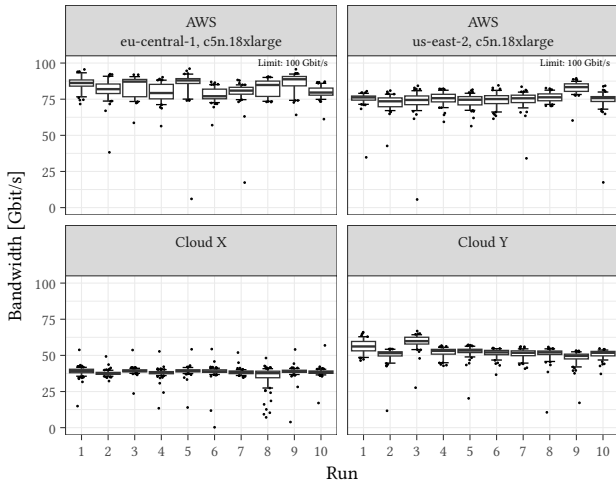 AWS
eu-central-1, c5n.18xlarge
AWS
us-east-2, c5n.18xlarge
Limit: 100 Gbit/s
Limit: 100 Gbit/s
100
75
50
25
0
Cloud X
Cloud Y
100
75
50
25
0
Bandwidth [Gbit/s]
1 2 3 4 5 6 7 8 9 10
1 2 3 4 5 6 7 8 9 10
Run